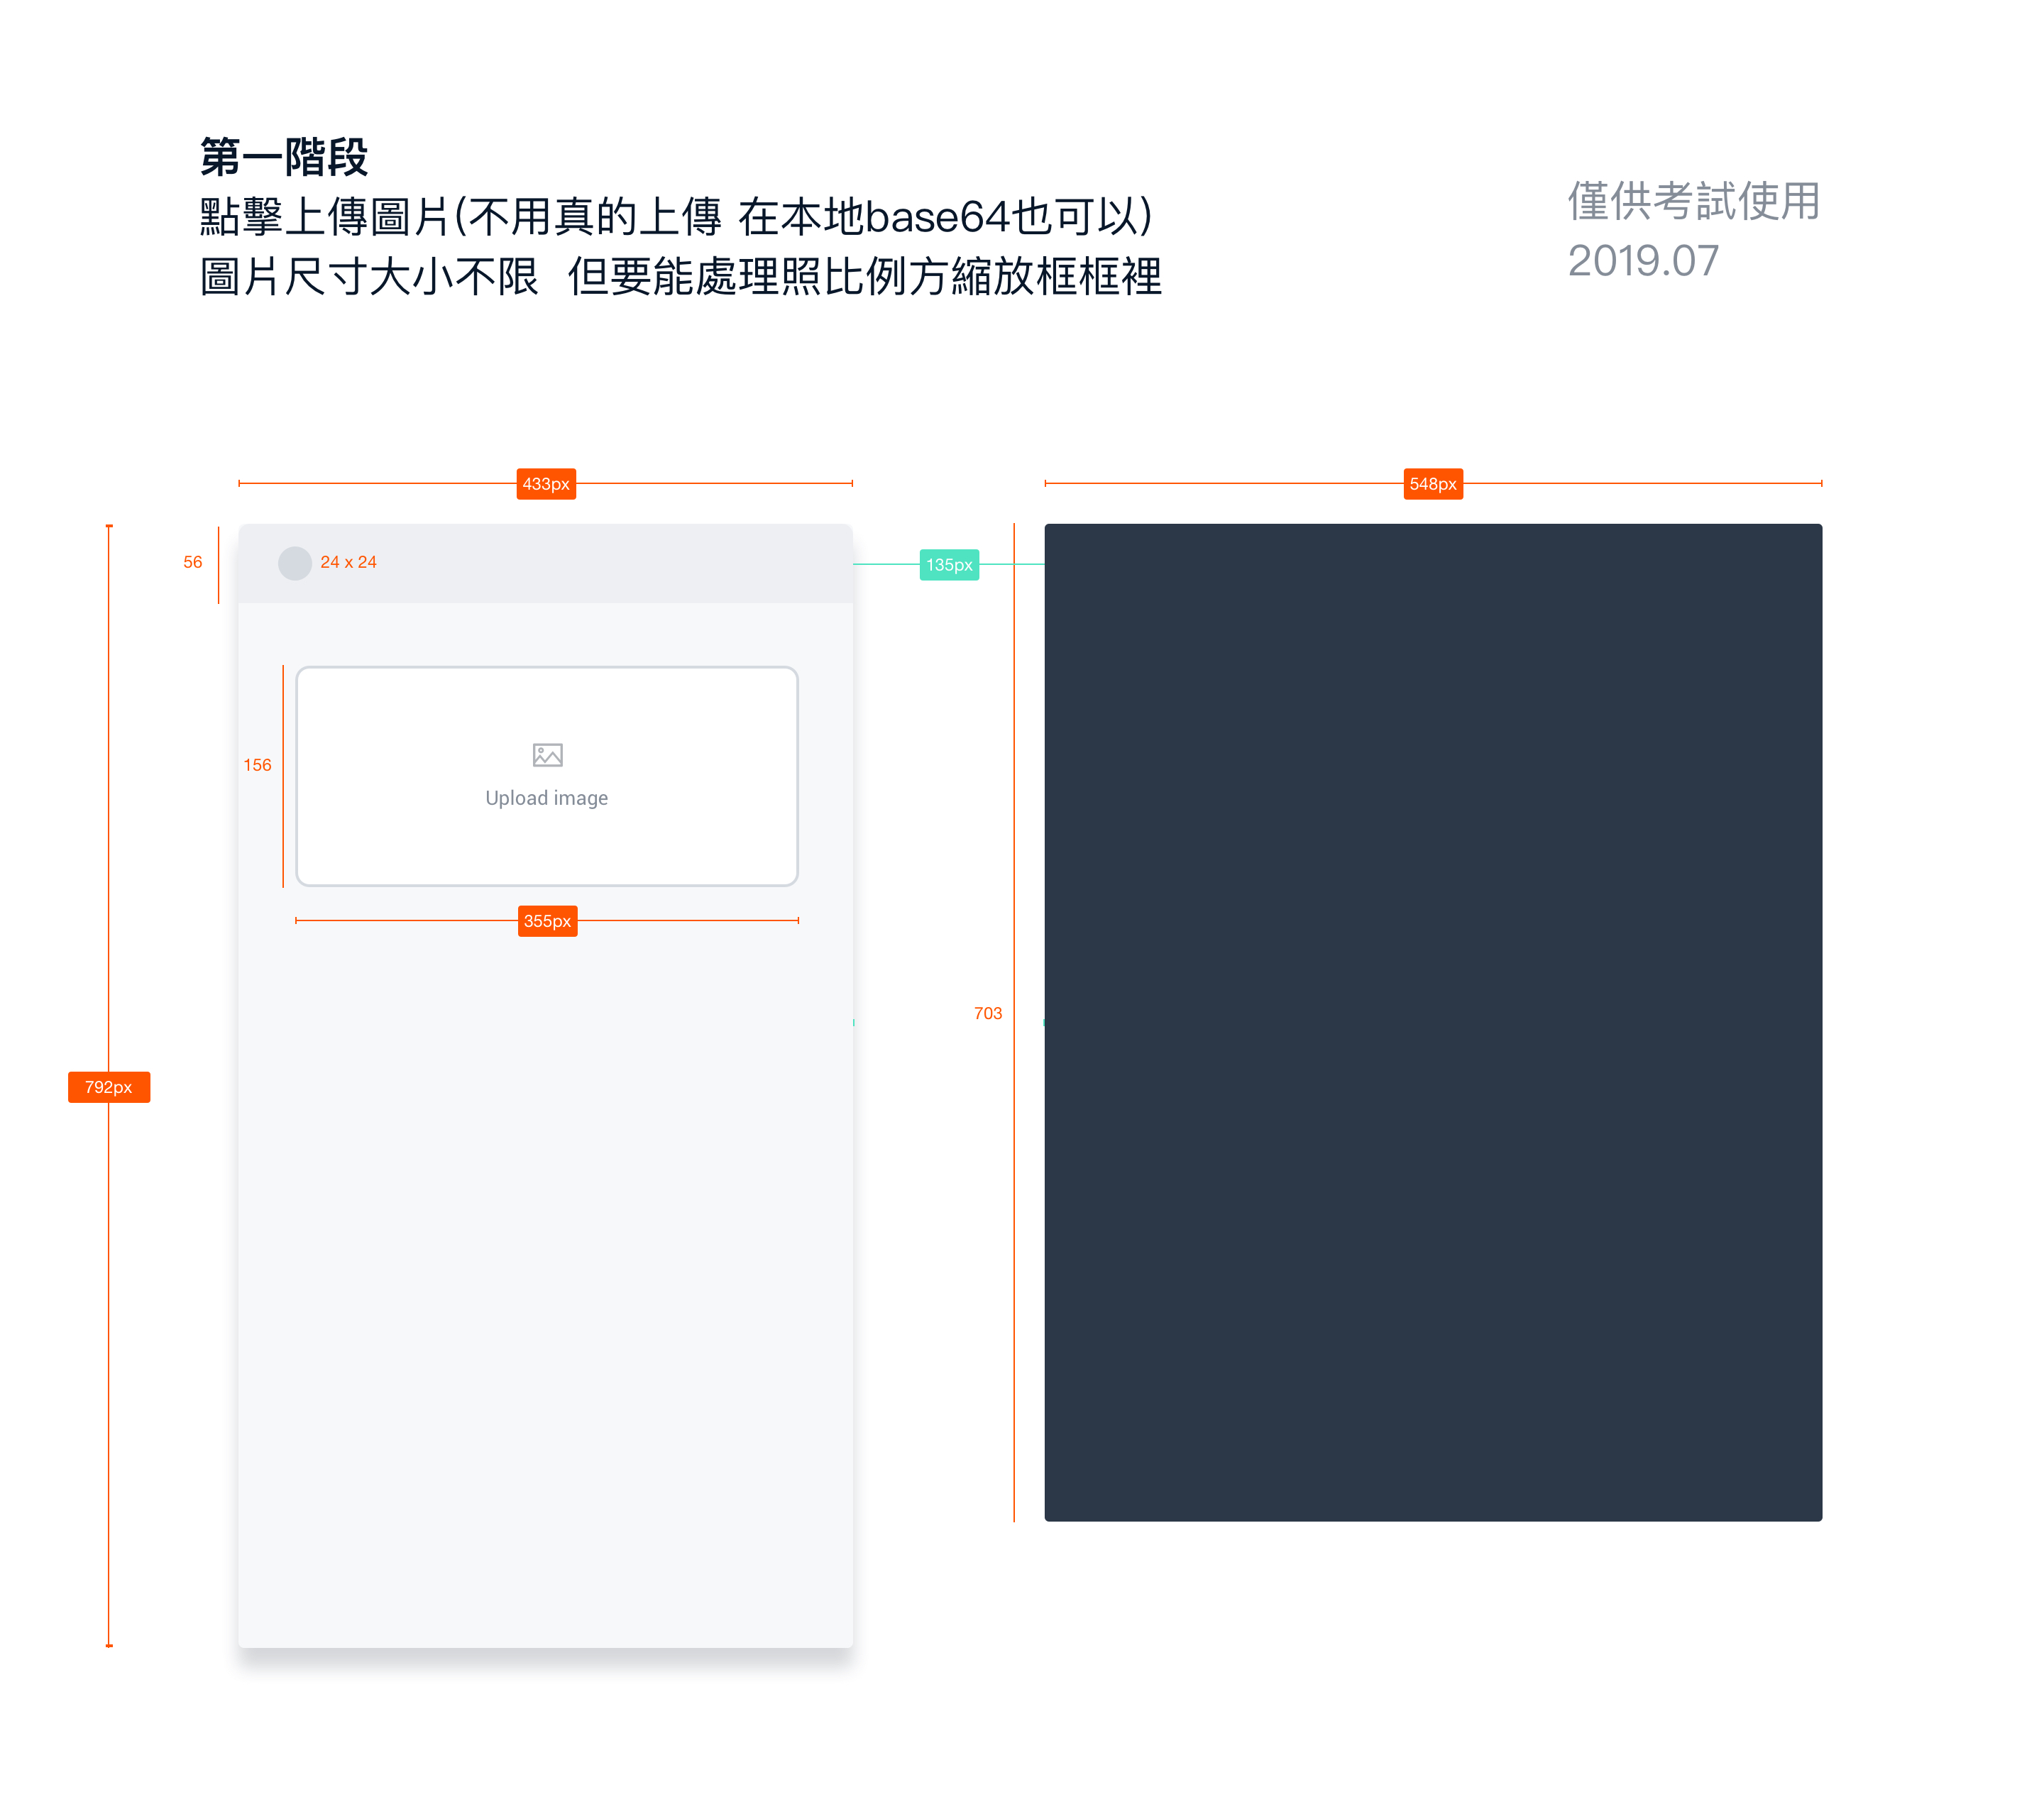 第一階段
點擊上傳圖片(不用真的上傳 在本地base64也可以)
圖片尺寸大小不限 但要能處理照比例方縮放框框裡
僅供考試使用
2019.07
433px
548px
56
24 x 24
135px
156
Upload image
355px
703
792px